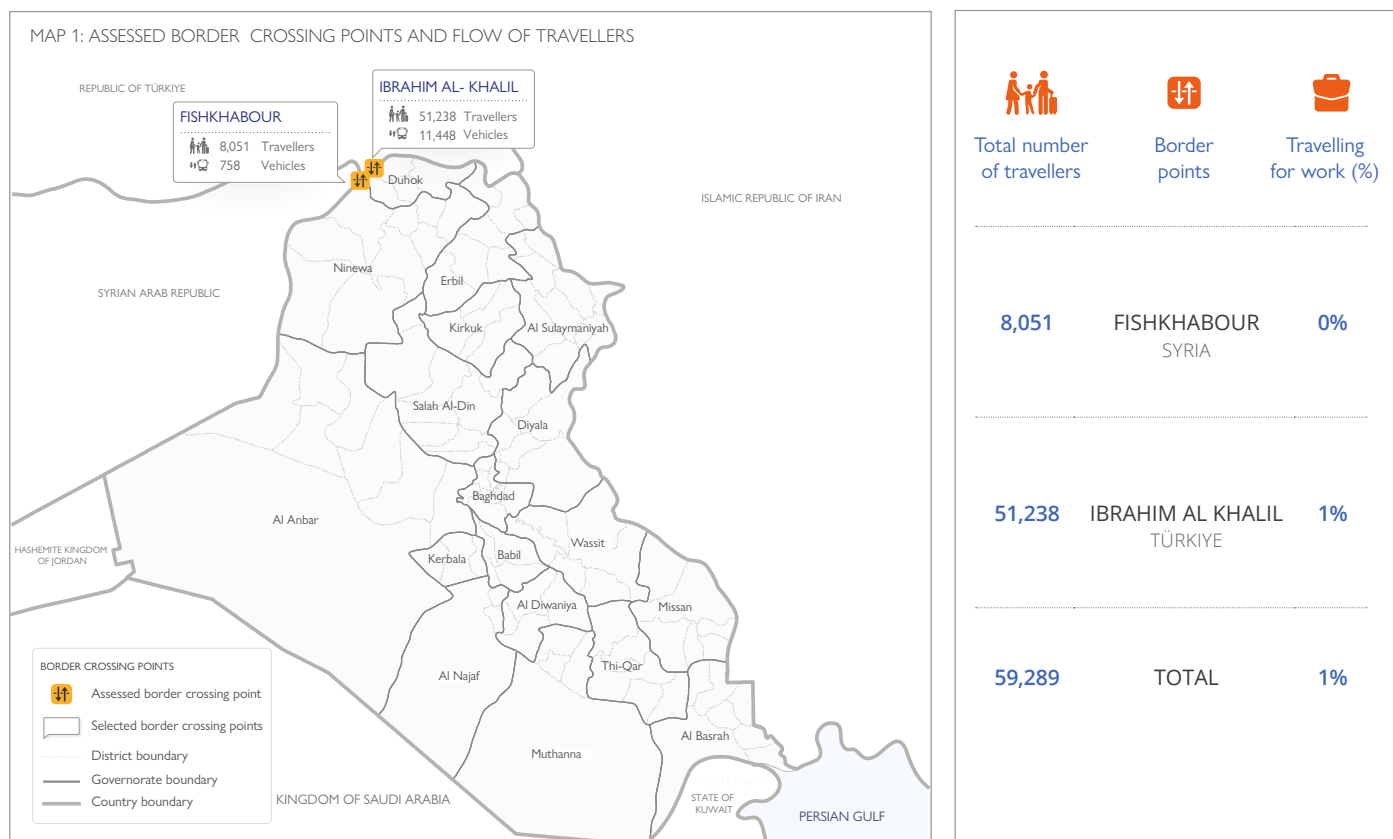 MAP 1: ASSESSED BORDER CROSSING POINTS AND FLOW OF TRAVELLERS
REPUBLIC OF TÜRKIYE
FISHKHABOUR
8,051 Travellers
758 Vehicles
IBRAHIM AL- KHALIL
51,238 Travellers
11,448 Vehicles
ISLAMIC REPUBLIC OF IRAN
SYRIAN ARAB REPUBLIC
Duhok
Ninewa
Erbil
Kirkuk
Al Sulaymaniyah
Salah Al-Din
Diyala
Baghdad
Al Anbar
HASHEMITE KINGDOM
OF JORDAN
Kerbala
Babil
Wassit
Al Diwaniya
Missan
Al Najaf
Thi-Qar
Al Basrah
Muthanna
KINGDOM OF SAUDI ARABIA
STATE OF
KUWAIT
PERSIAN GULF
BORDER CROSSING POINTS
Assessed border crossing point
Selected border crossing points
District boundary
Governorate boundary
Country boundary
Total number
of travellers
Border
points
Travelling
for work (%)
8,051 FISHKHABOUR 0%
SYRIA
51,238 IBRAHIM AL KHALIL 1%
TÜRKIYE
59,289 TOTAL 1%